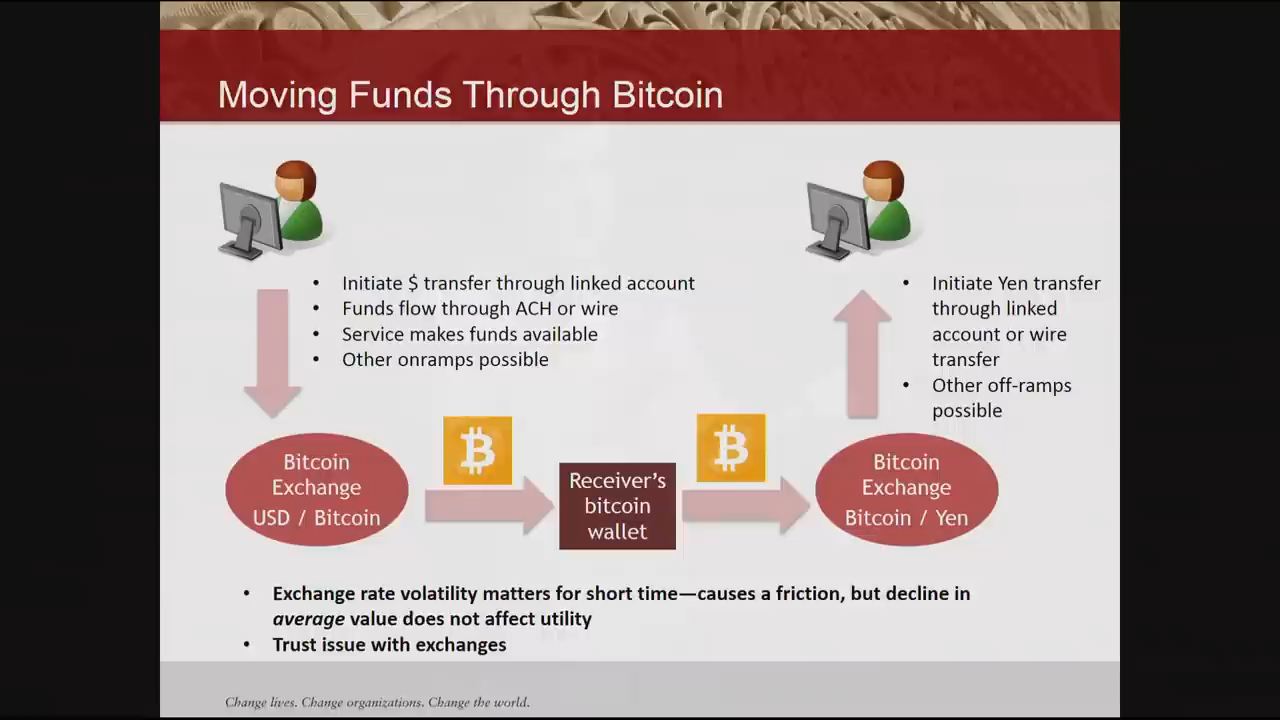 Moving Funds Through Bitcoin
• Initiate $ transfer through linked account
• Funds flow through ACH or wire
• Service makes funds available
• Other onramps possible
• Initiate Yen transfer
through linked
account or wire
transfer
• Other off-ramps
possible
Bitcoin
Exchange
USD / Bitcoin
Receiver’s
bitcoin
wallet
Bitcoin
Exchange
Bitcoin / Yen
• Exchange rate volatility matters for short time—causes a friction, but decline in
average value does not affect utility
• Trust issue with exchanges
Change lives. Change organizations. Change the world.